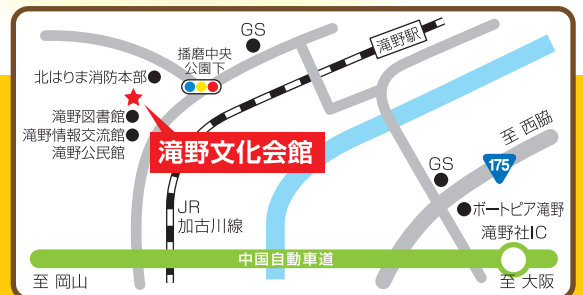 GS
播磨中央
公園下
滝野駅
北はりま消防本部
滝野図書館
滝野情報交流館
滝野公民館
滝野文化会館
至 西脇
GS
175
ボートピア滝野
JR
加古川線
滝野社IC
中国自動車道
至 岡山
至 大阪